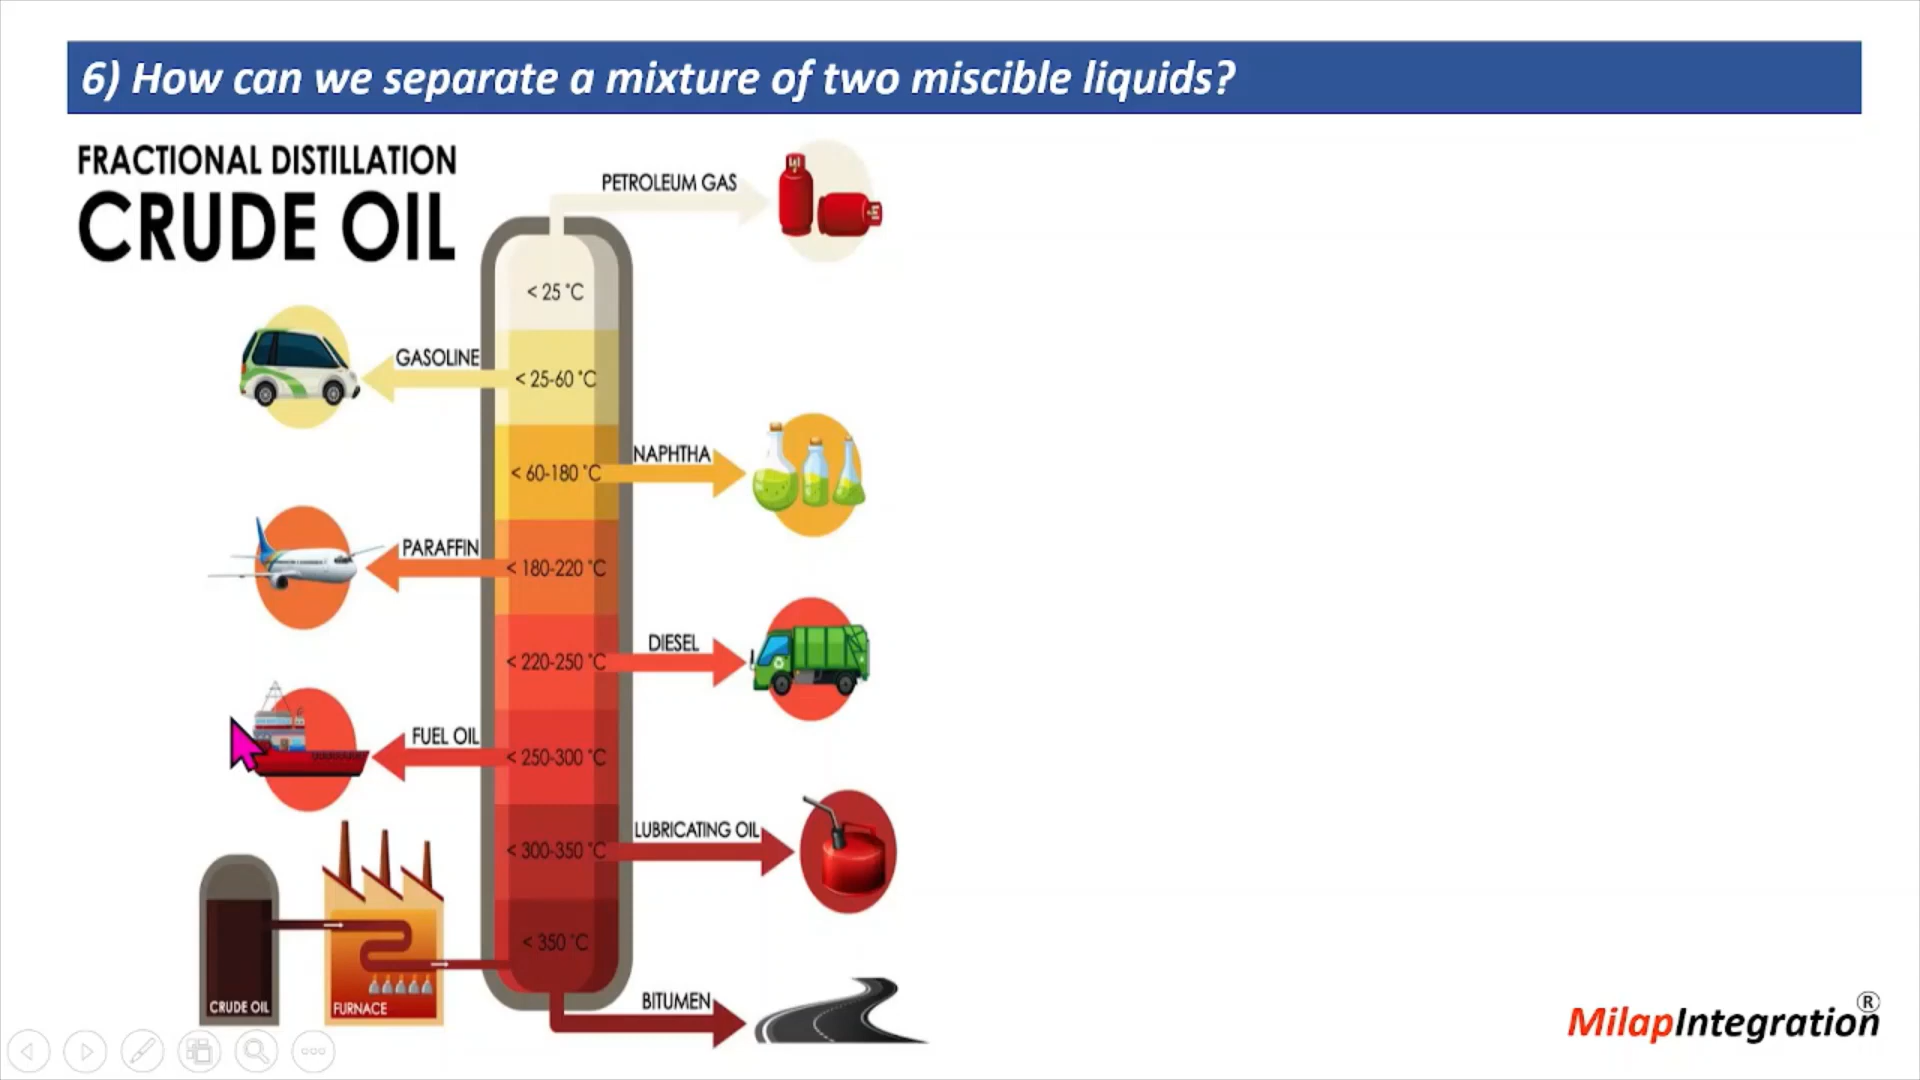 6) How can we separate a mixture of two miscible liquids?
FRACTIONAL DISTILLATION
CRUDE OIL
PETROLEUM GAS
< 25 °C
GASOLINE
< 25-60 °C
NAPHTHA
< 60-180 °C
PARAFFIN
< 180-220 °C
DIESEL
< 220-250 °C
FUEL OIL
< 250-300 °C
LUBRICATING OIL
< 300-350 °C
< 350 °C
CRUDE OIL
FURNACE
BITUMEN
MilapIntegration®